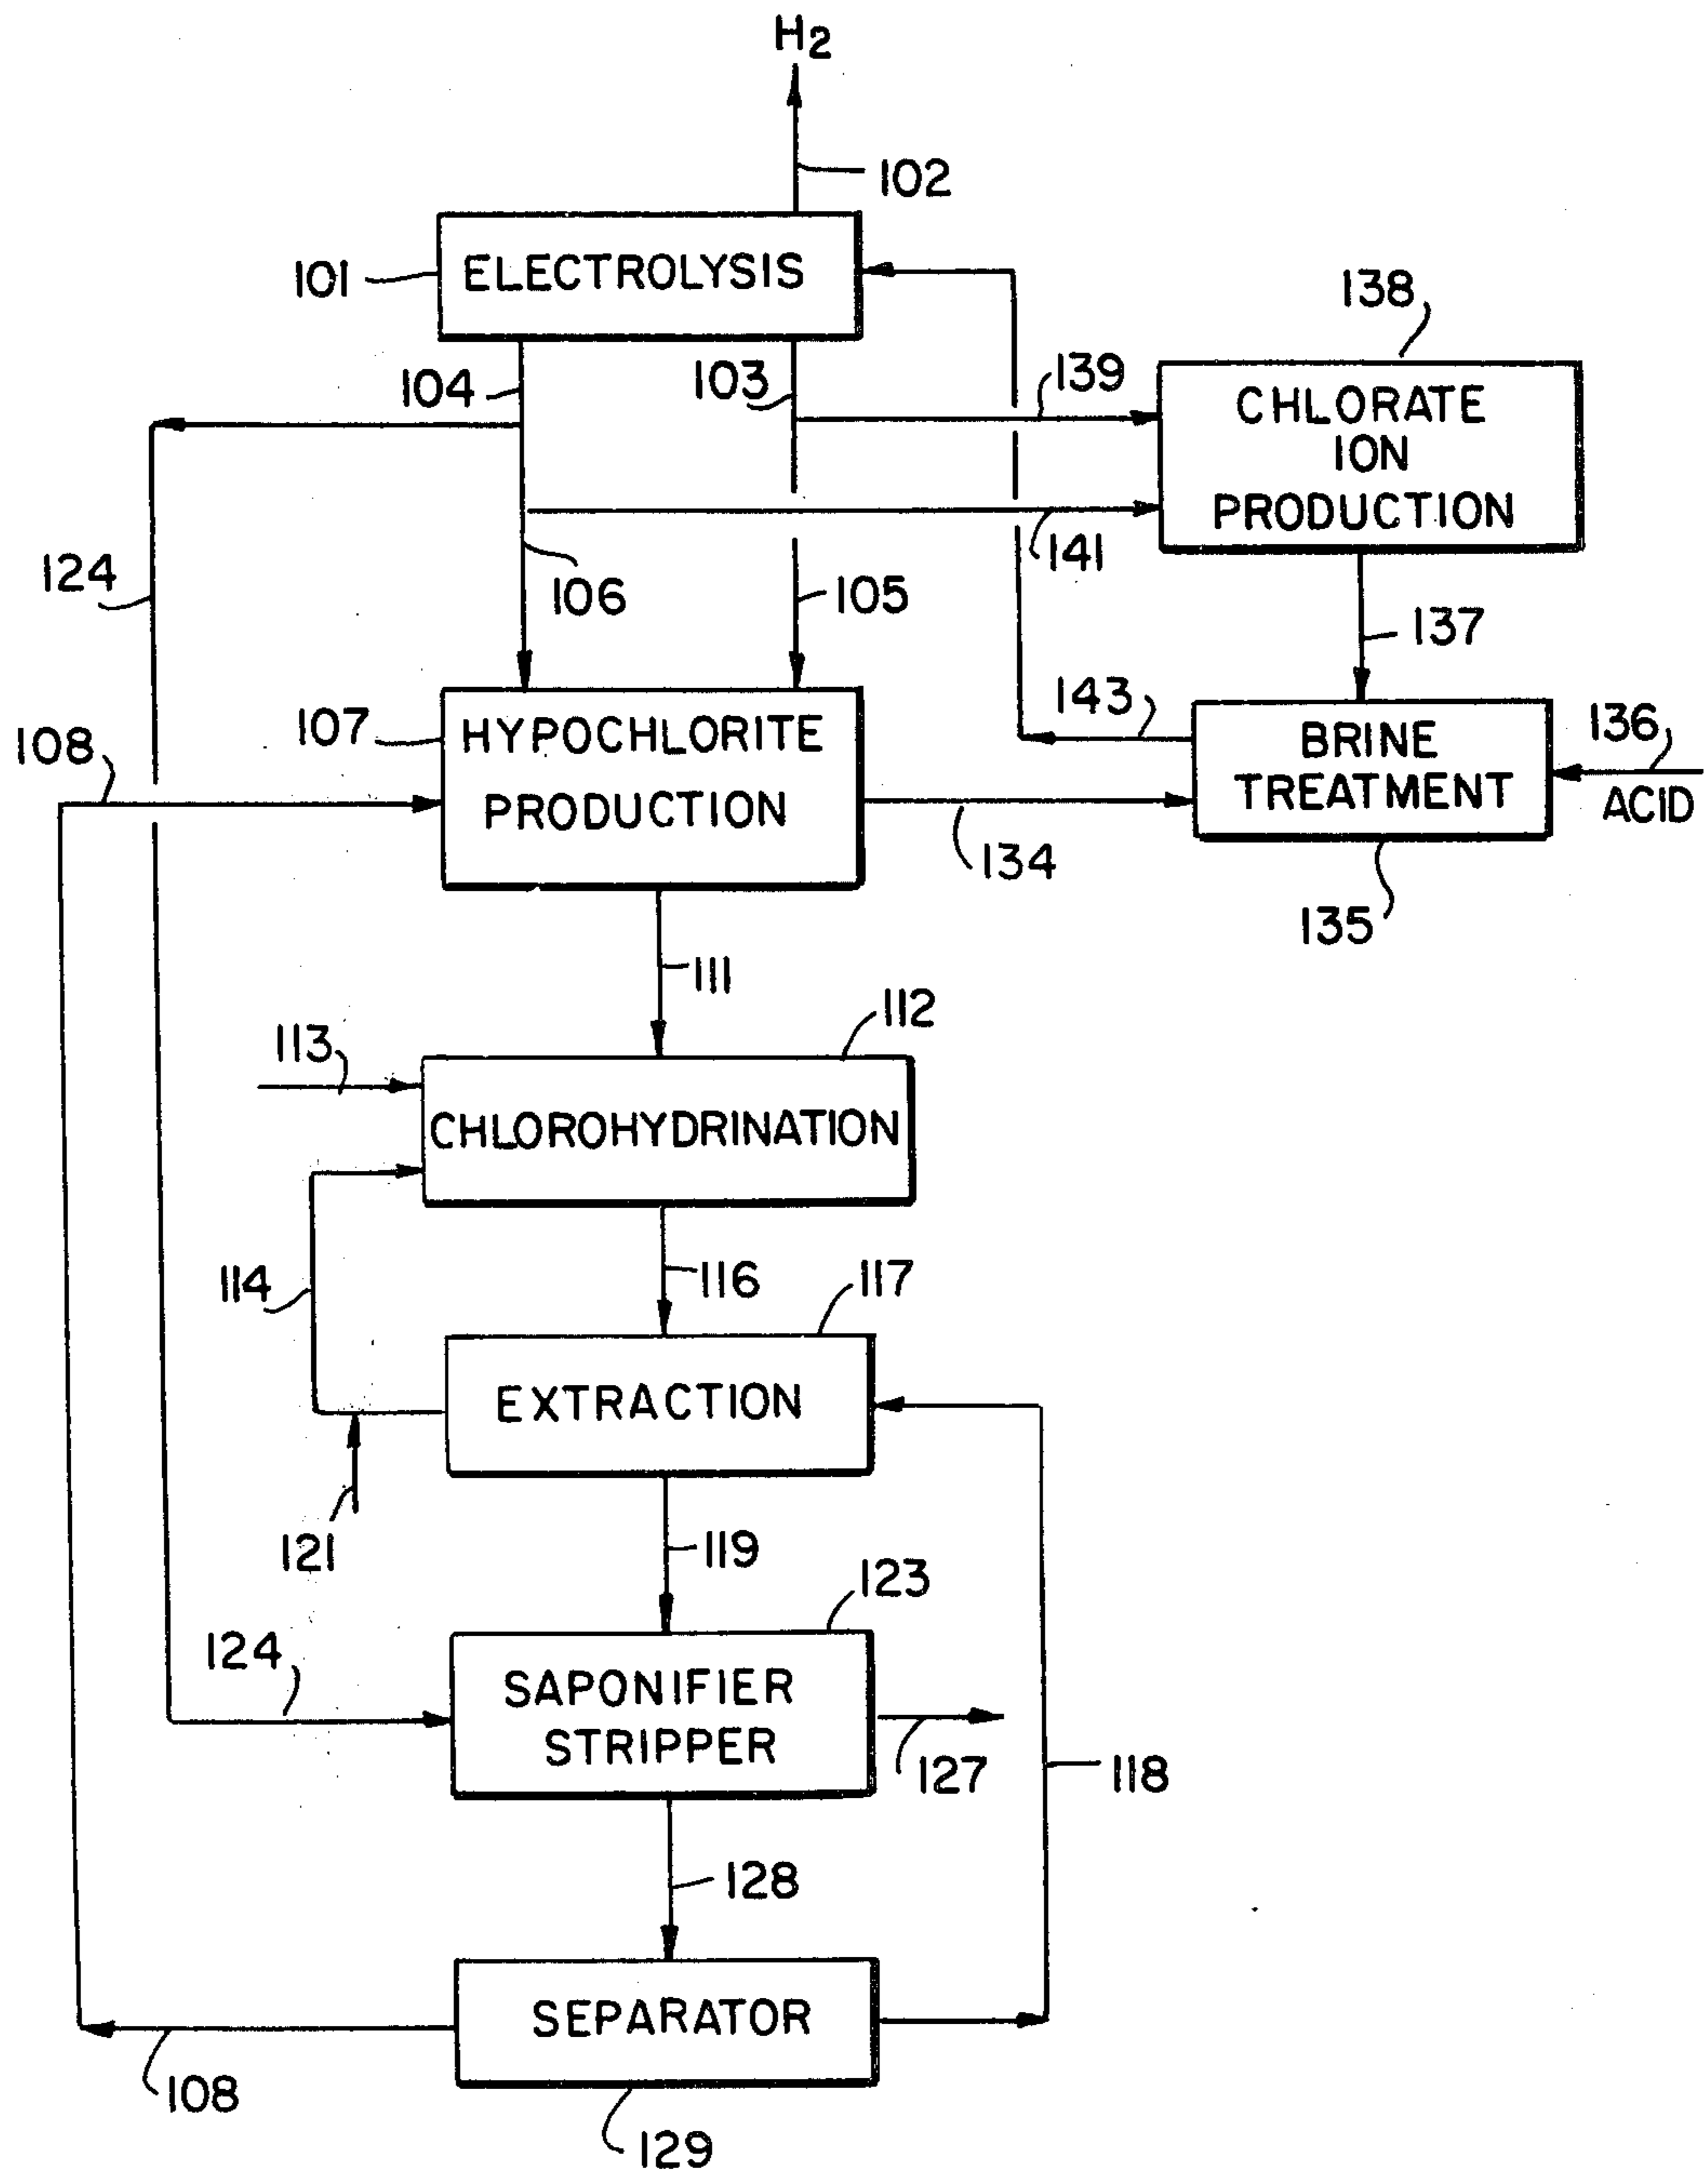 H2
102
101
ELECTROLYSIS
138
104
103
139
CHLORATE
ION
PRODUCTION
141
124
106
105
137
108
107
HYPOCHLORITE
PRODUCTION
143
BRINE
TREATMENT
136
ACID
134
135
111
112
113
CHLOROHYDRINATION
114
116
117
EXTRACTION
121
119
123
124
SAPONIFIER
STRIPPER
127
118
128
SEPARATOR
108
129